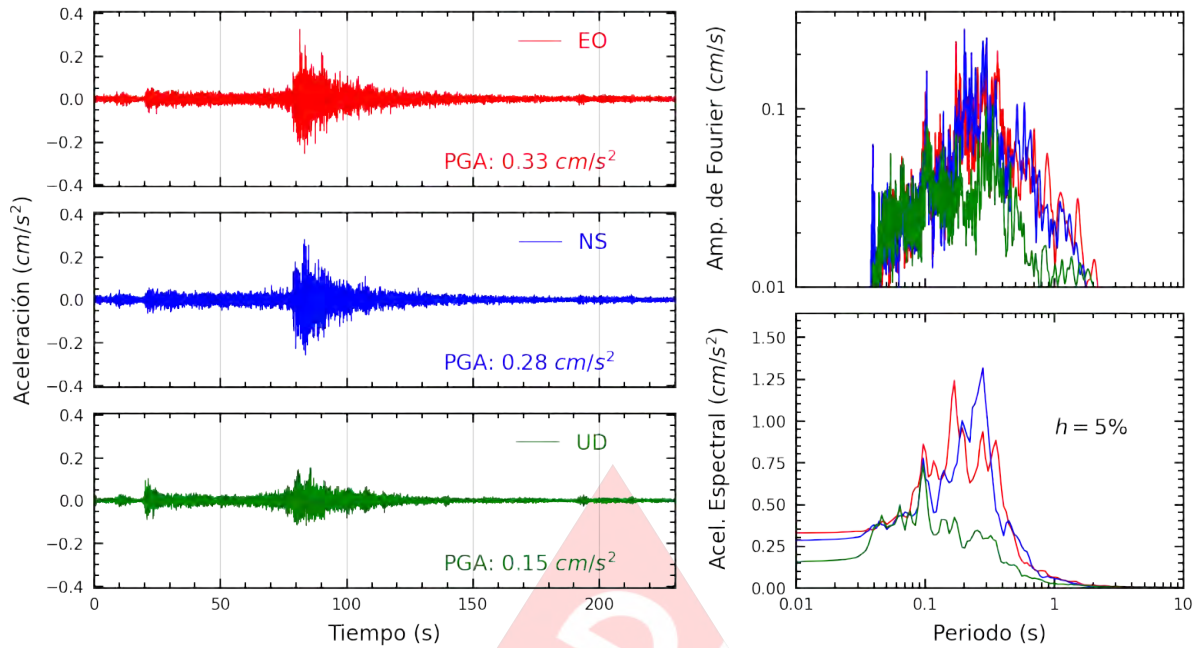 Aceleración (cm/s²)
0.4
0.2
0.0
−0.2
−0.4
EO
PGA: 0.33 cm/s²
0.4
0.2
0.0
−0.2
−0.4
NS
PGA: 0.28 cm/s²
0.4
0.2
0.0
−0.2
−0.4
UD
PGA: 0.15 cm/s²
0 50 100 150 200
Tiempo (s)
Amp. de Fourier (cm/s)
0.1
0.01
Acel. Espectral (cm/s²)
1.50
1.25
1.00
0.75
0.50
0.25
0.00
h = 5%
0.01 0.1 1 10
Periodo (s)